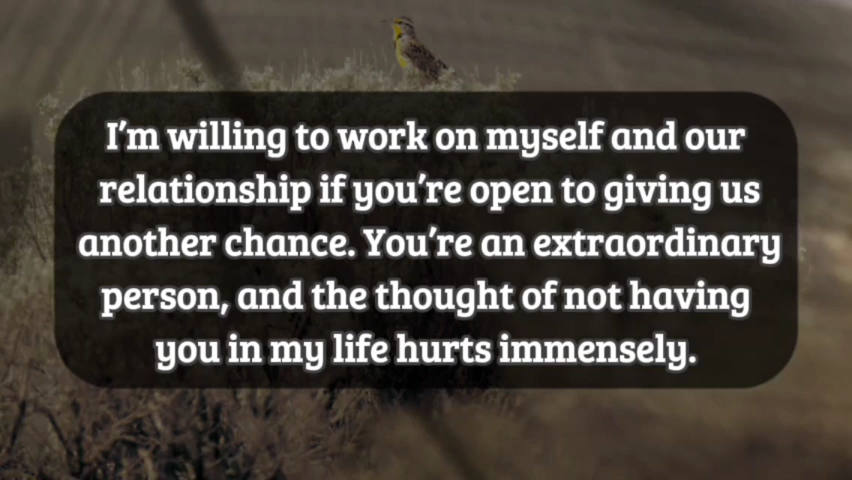 I’m willing to work on myself and our
relationship if you’re open to giving us
another chance. You’re an extraordinary
person, and the thought of not having
you in my life hurts immensely.